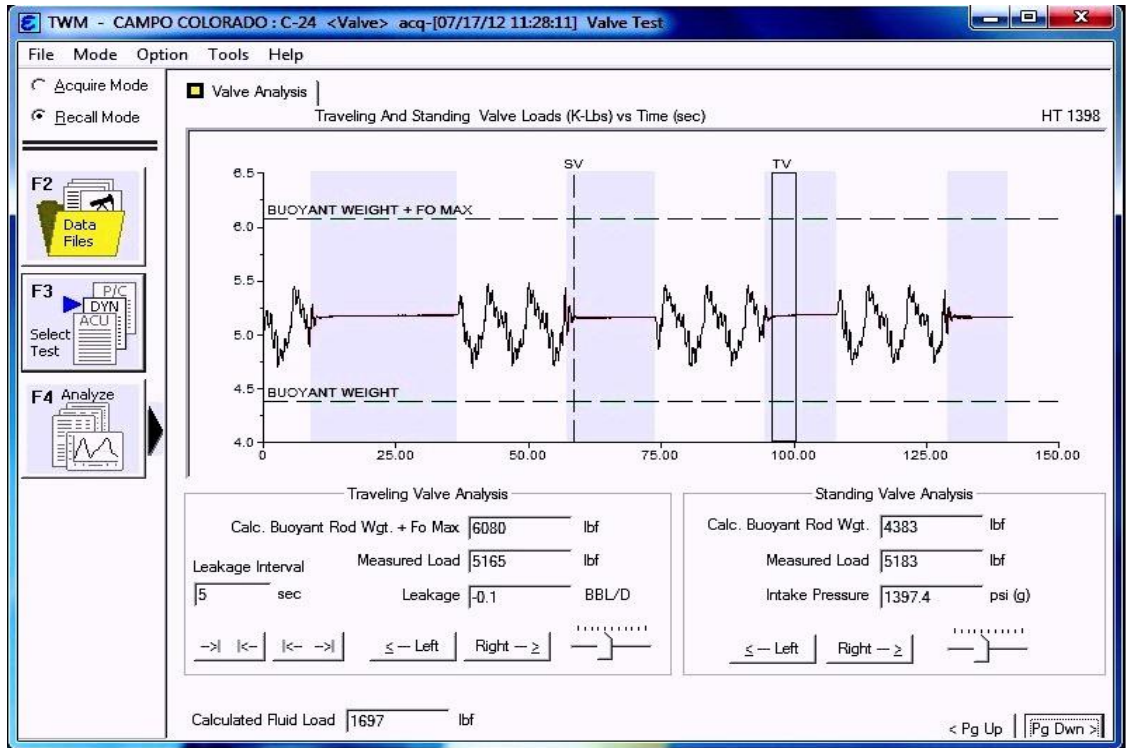 TWM - CAMPO COLORADO : C-24 <Valve> acq-[07/17/12 11:28:11] Valve Test
File Mode Option Tools Help
Acquire Mode
Recall Mode
F2
Data
Files
F3
P/C
DYN
ACU
Select
Test
F4 Analyze
Valve Analysis
Traveling And Standing Valve Loads (K-Lbs) vs Time (sec)
HT 1398
SV
TV
6.5
BUOYANT WEIGHT + FO MAX
6.0
5.5
5.0
4.5
BUOYANT WEIGHT
4.0
0 25.00 50.00 75.00 100.00 125.00 150.00
Traveling Valve Analysis
Calc. Buoyant Rod Wgt. + Fo Max 6080 lbf
Leakage Interval
Measured Load 5165 lbf
5 sec
Leakage -0.1 BBL/D
-->| |<-- |<-- -->| < -- Left Right -- >
Standing Valve Analysis
Calc. Buoyant Rod Wgt. 4383 lbf
Measured Load 5183 lbf
Intake Pressure 1397.4 psi (g)
< -- Left Right -- >
Calculated Fluid Load 1697 lbf
< Pg Up Pg Dwn >